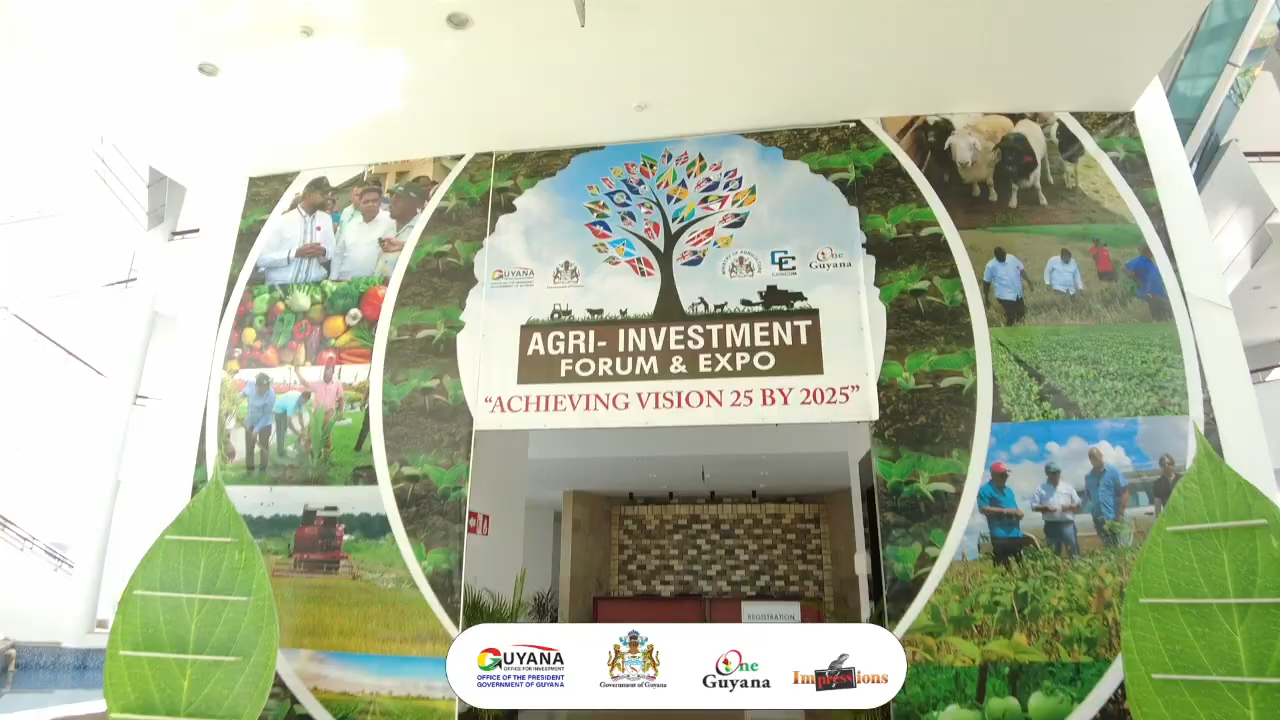 GUYANA
One
Guyana
CARICOM
AGRI- INVESTMENT
FORUM & EXPO
"ACHIEVING VISION 25 BY 2025"
REGISTRATION
GUYANA
OFFICE FOR INVESTMENT
OFFICE OF THE PRESIDENT
GOVERNMENT OF GUYANA
Government of Guyana
One
Guyana
Impressions